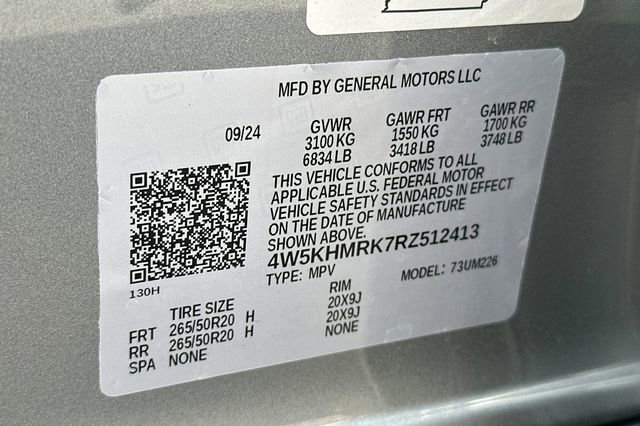 MFD BY GENERAL MOTORS LLC
09/24 GVWR GAWR FRT GAWR RR
3100 KG 1550 KG 1700 KG
6834 LB 3418 LB 3748 LB
THIS VEHICLE CONFORMS TO ALL
APPLICABLE U.S. FEDERAL MOTOR
VEHICLE SAFETY STANDARDS IN EFFECT
ON THE DATE OF MANUFACTURE
SHOWN ABOVE.
4W5KHMRK7RZ512413
TYPE: MPV MODEL: 73UM226
130H
TIRE SIZE RIM
FRT 265/50R20 H 20X9J
RR 265/50R20 H 20X9J
SPA NONE NONE